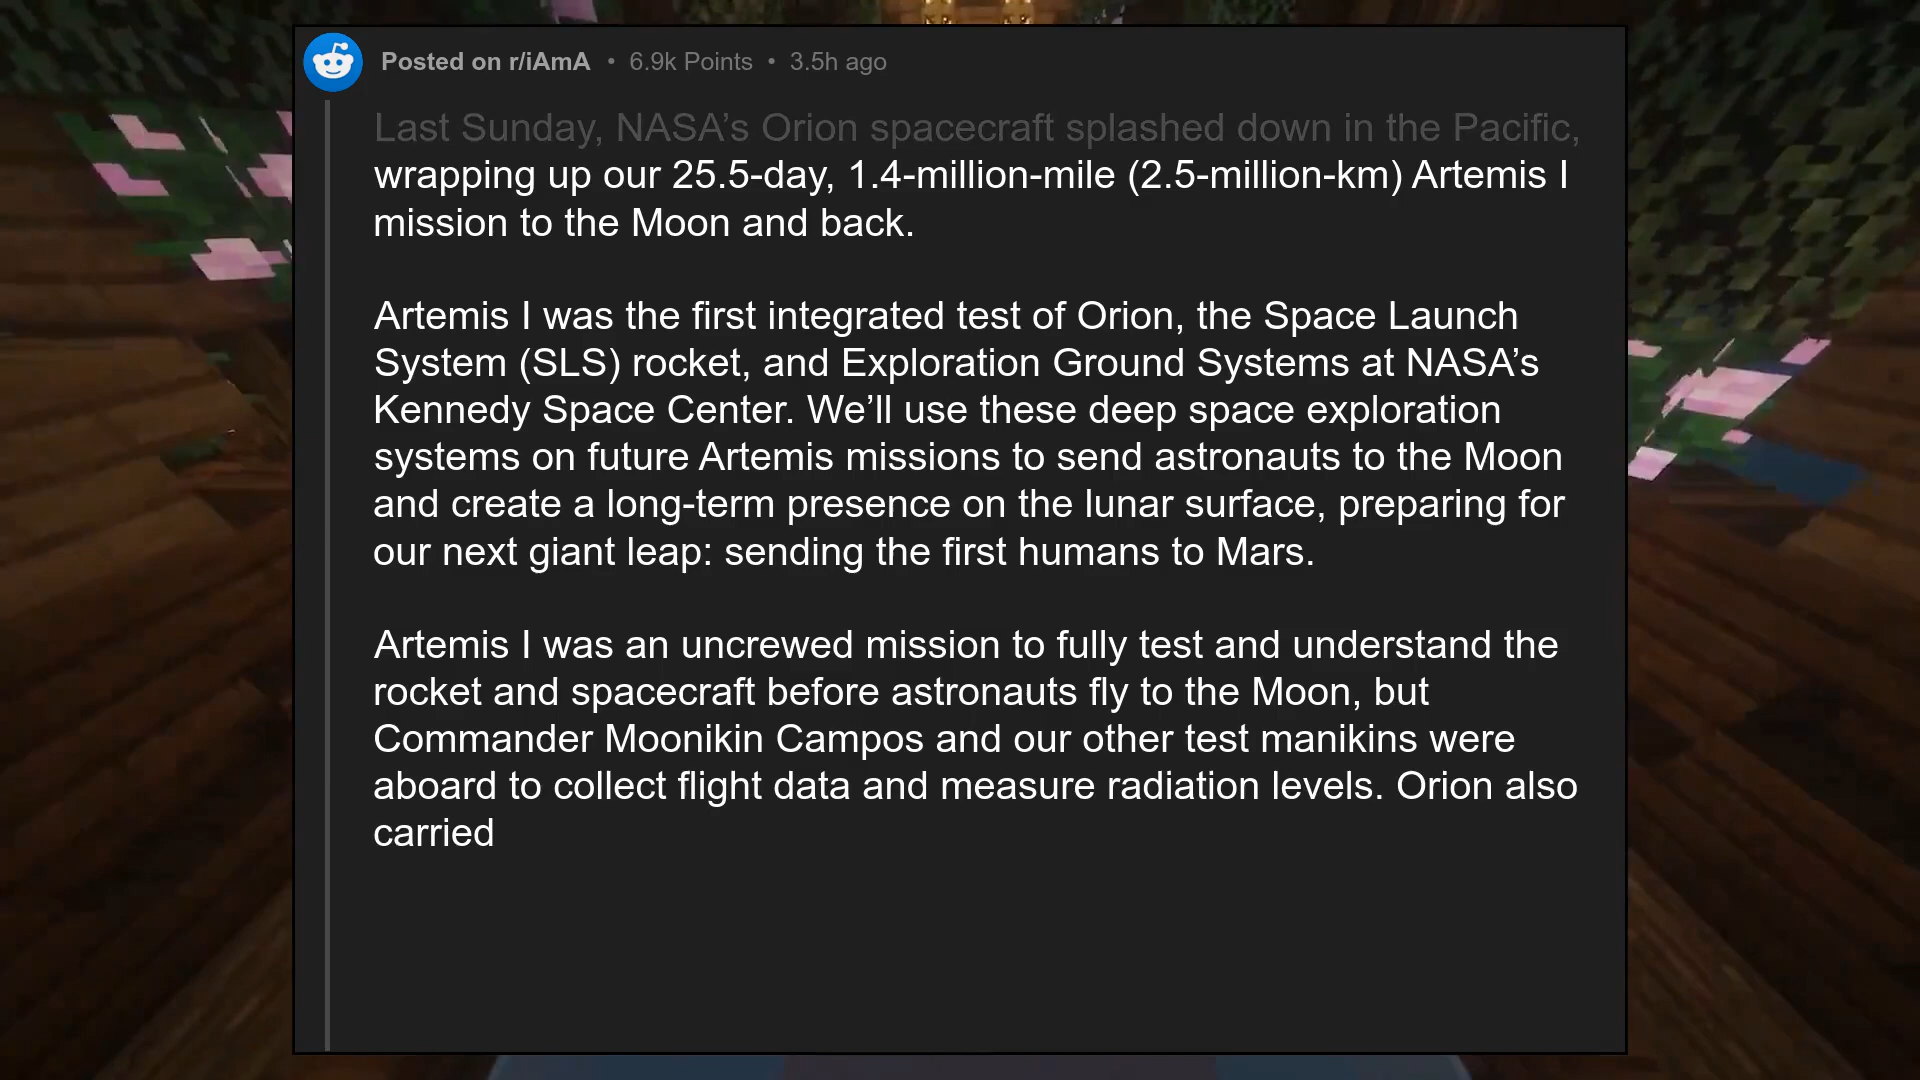 Posted on r/iAmA • 6.9k Points • 3.5h ago
Last Sunday, NASA’s Orion spacecraft splashed down in the Pacific,
wrapping up our 25.5-day, 1.4-million-mile (2.5-million-km) Artemis I
mission to the Moon and back.
Artemis I was the first integrated test of Orion, the Space Launch
System (SLS) rocket, and Exploration Ground Systems at NASA’s
Kennedy Space Center. We’ll use these deep space exploration
systems on future Artemis missions to send astronauts to the Moon
and create a long-term presence on the lunar surface, preparing for
our next giant leap: sending the first humans to Mars.
Artemis I was an uncrewed mission to fully test and understand the
rocket and spacecraft before astronauts fly to the Moon, but
Commander Moonikin Campos and our other test manikins were
aboard to collect flight data and measure radiation levels. Orion also
carried